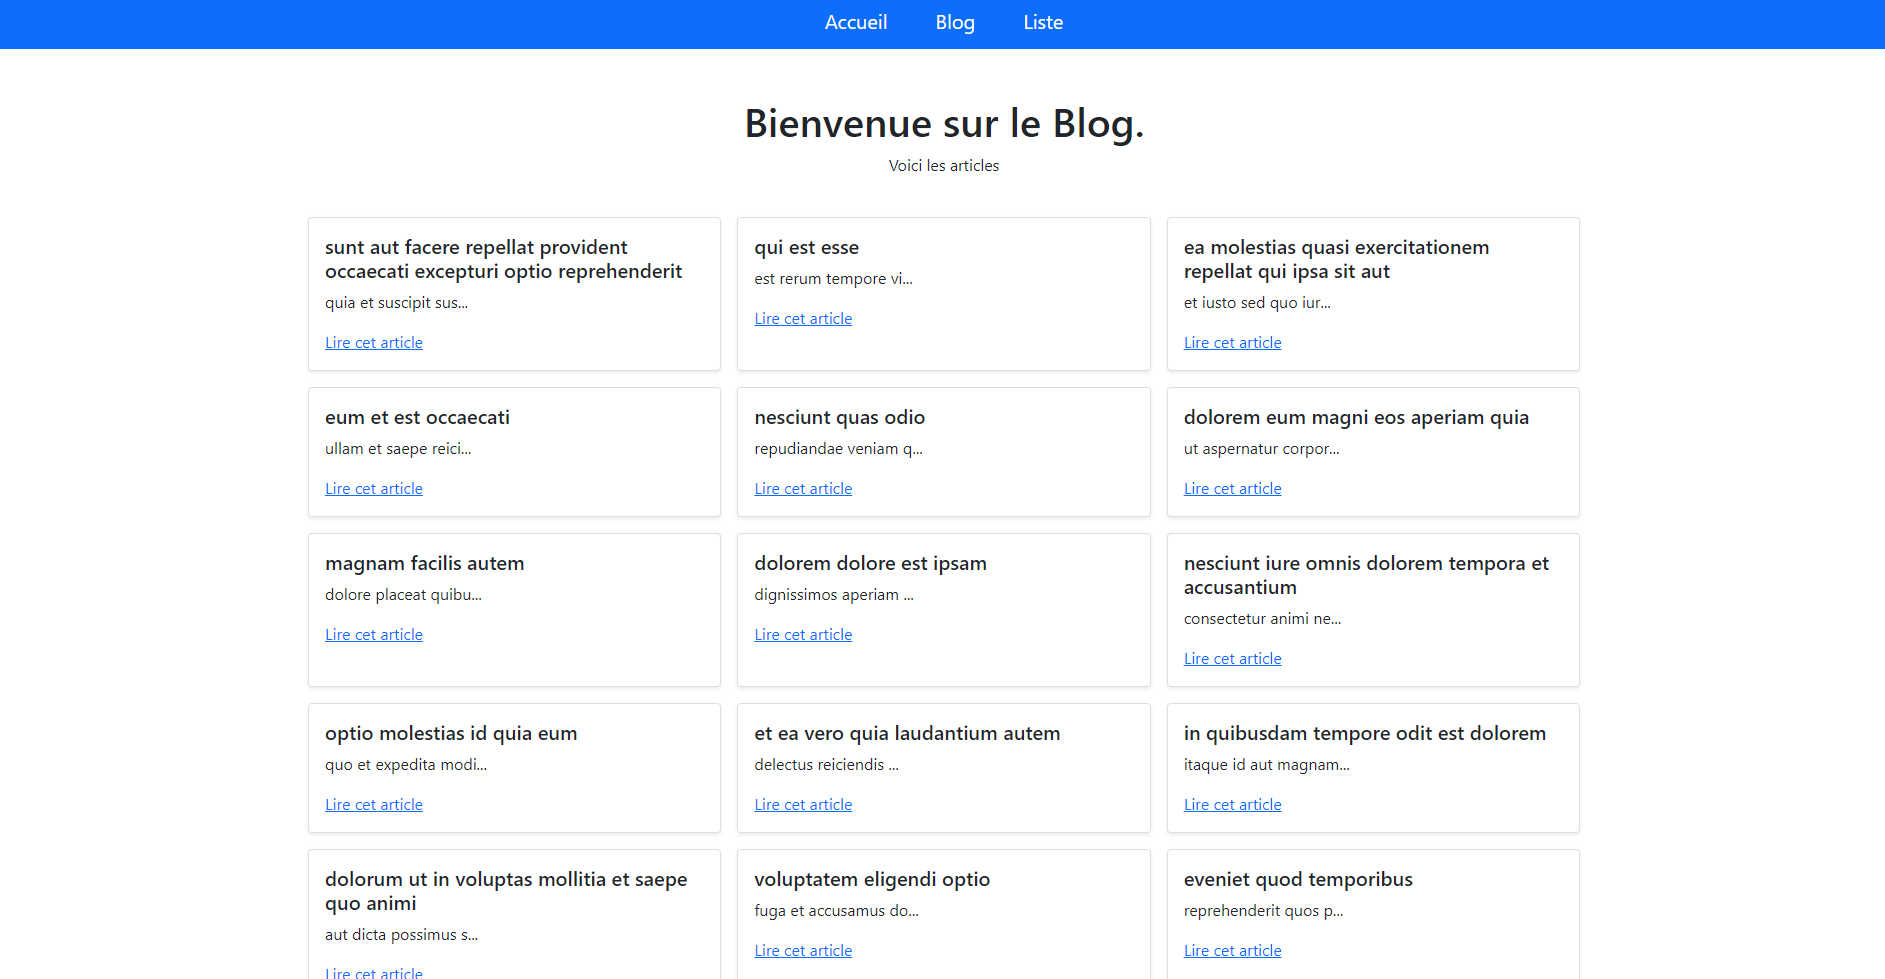 Accueil Blog Liste
Bienvenue sur le Blog.
Voici les articles
sunt aut facere repellat provident
occaecati excepturi optio reprehenderit
quia et suscipit sus...
Lire cet article
qui est esse
est rerum tempore vi...
Lire cet article
ea molestias quasi exercitationem
repellat qui ipsa sit aut
et iusto sed quo iur...
Lire cet article
eum et est occaecati
ullam et saepe reici...
Lire cet article
nesciunt quas odio
repudiandae veniam q...
Lire cet article
dolorem eum magni eos aperiam quia
ut aspernatur corpor...
Lire cet article
magnam facilis autem
dolore placeat quibu...
Lire cet article
dolorem dolore est ipsam
dignissimos aperiam ...
Lire cet article
nesciunt iure omnis dolorem tempora et
accusantium
consectetur animi ne...
Lire cet article
optio molestias id quia eum
quo et expedita modi...
Lire cet article
et ea vero quia laudantium autem
delectus reiciendis ...
Lire cet article
in quibusdam tempore odit est dolorem
itaque id aut magnam...
Lire cet article
dolorum ut in voluptas mollitia et saepe
quo animi
aut dicta possimus s...
Lire cet article
voluptatem eligendi optio
fuga et accusamus do...
Lire cet article
eveniet quod temporibus
reprehenderit quos p...
Lire cet article